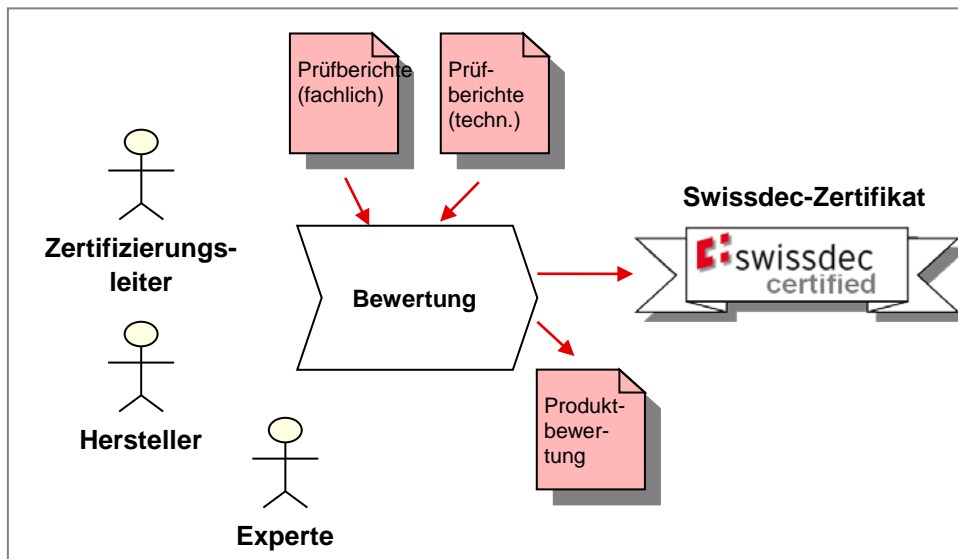 Prüfberichte
(fachlich)
Prüf-
berichte
(techn.)
Zertifizierungs-
leiter
Bewertung
Swissdec-Zertifikat
swissdec
certified
Hersteller
Produkt-
bewer-
tung
Experte